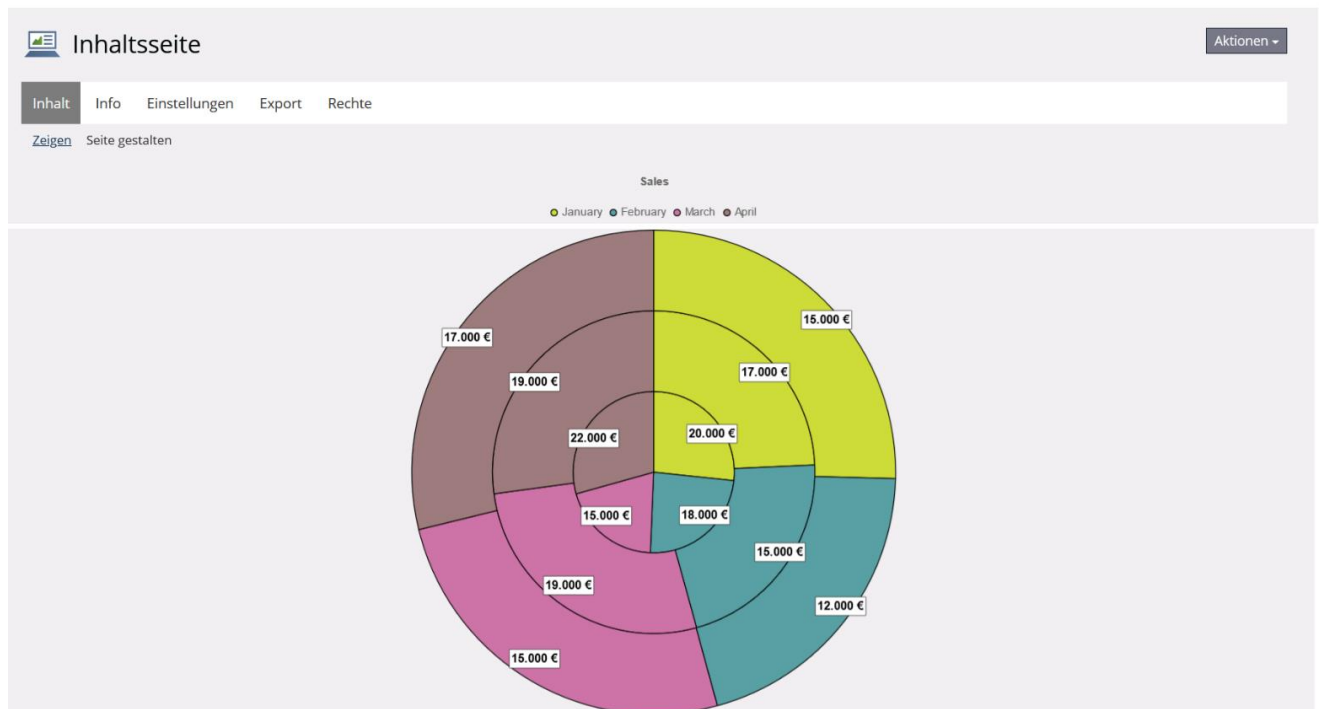 Inhaltsseite
Aktionen
Inhalt Info Einstellungen Export Rechte
Zeigen Seite gestalten
Sales
January February March April
15.000 €
17.000 €
17.000 €
19.000 €
20.000 €
22.000 €
15.000 €
18.000 €
15.000 €
19.000 €
12.000 €
15.000 €